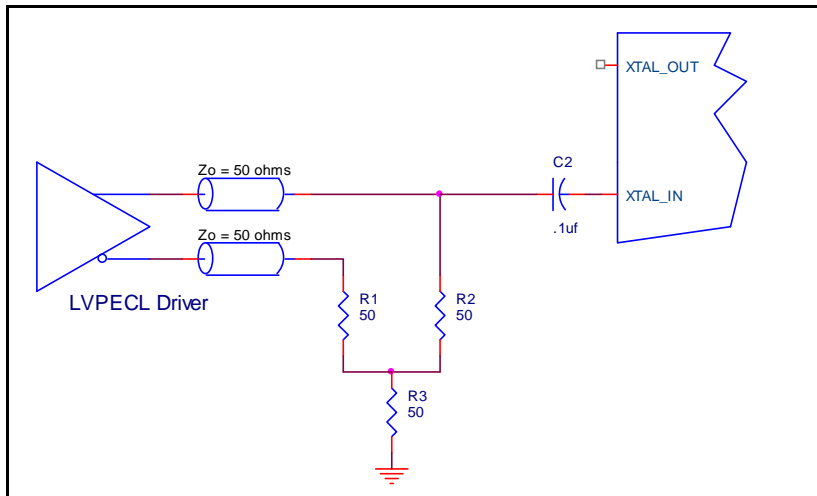 XTAL_OUT
Zo = 50 ohms
C2
XTAL_IN
.1uf
Zo = 50 ohms
LVPECL Driver
R1
50
R2
50
R3
50